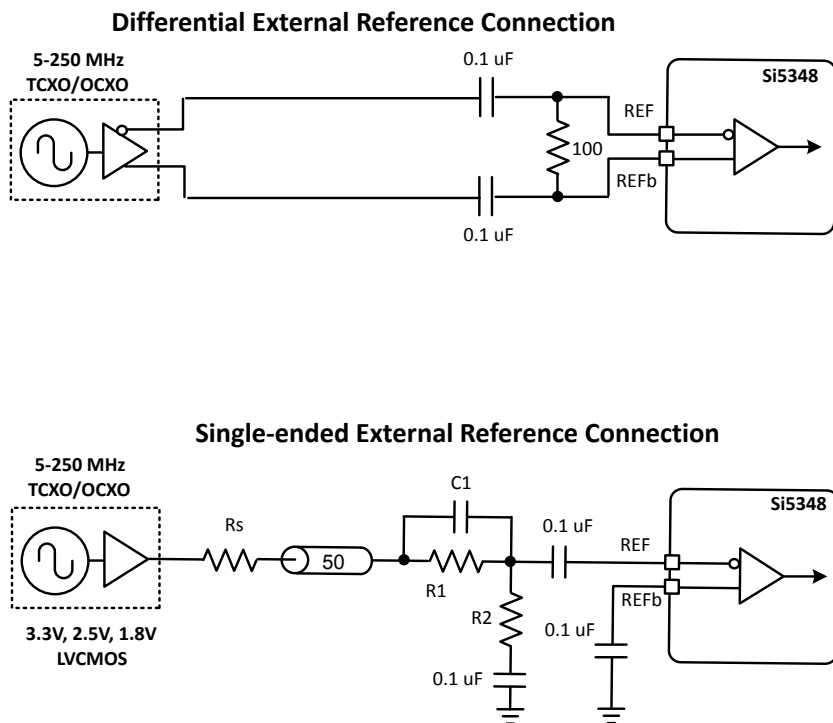 Differential External Reference Connection
5-250 MHz
TCXO/OCXO
0.1 uF
Si5348
REF
100
REFb
0.1 uF
Single-ended External Reference Connection
5-250 MHz
TCXO/OCXO
C1
Si5348
Rs
0.1 uF
REF
50
R1
REFb
R2
0.1 uF
3.3V, 2.5V, 1.8V
LVCMOS
0.1 uF